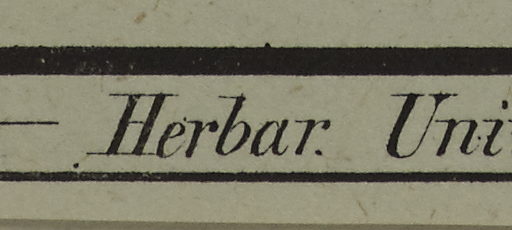 — Herbar. Uni